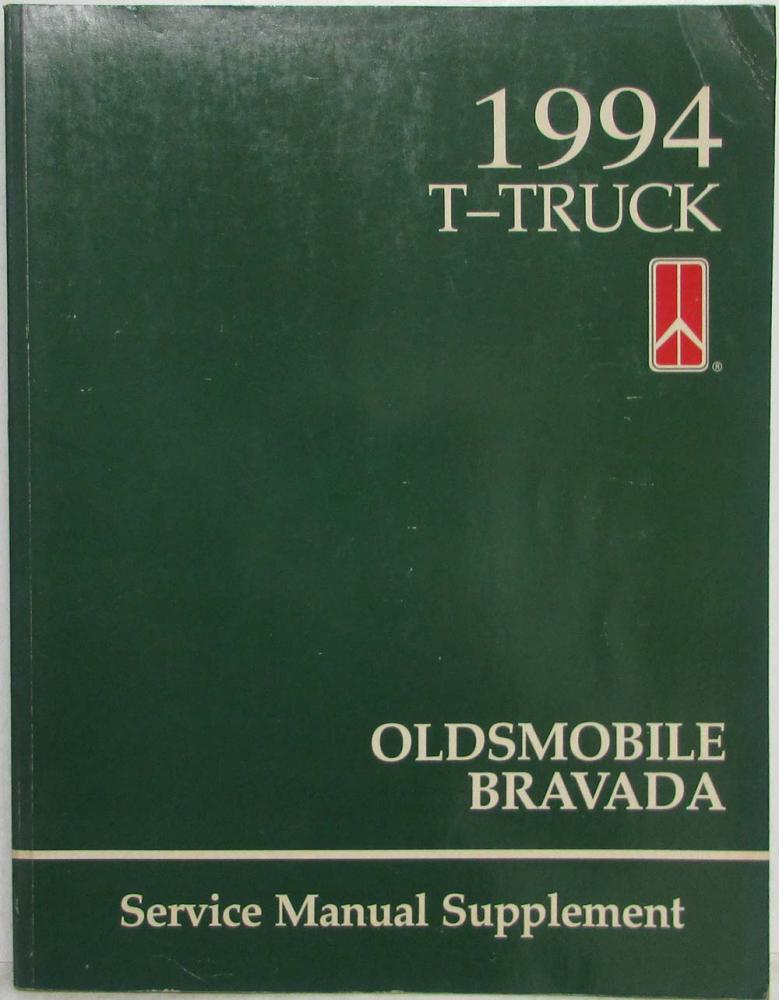 1994
T–TRUCK
®
OLDSMOBILE
BRAVADA
Service Manual Supplement